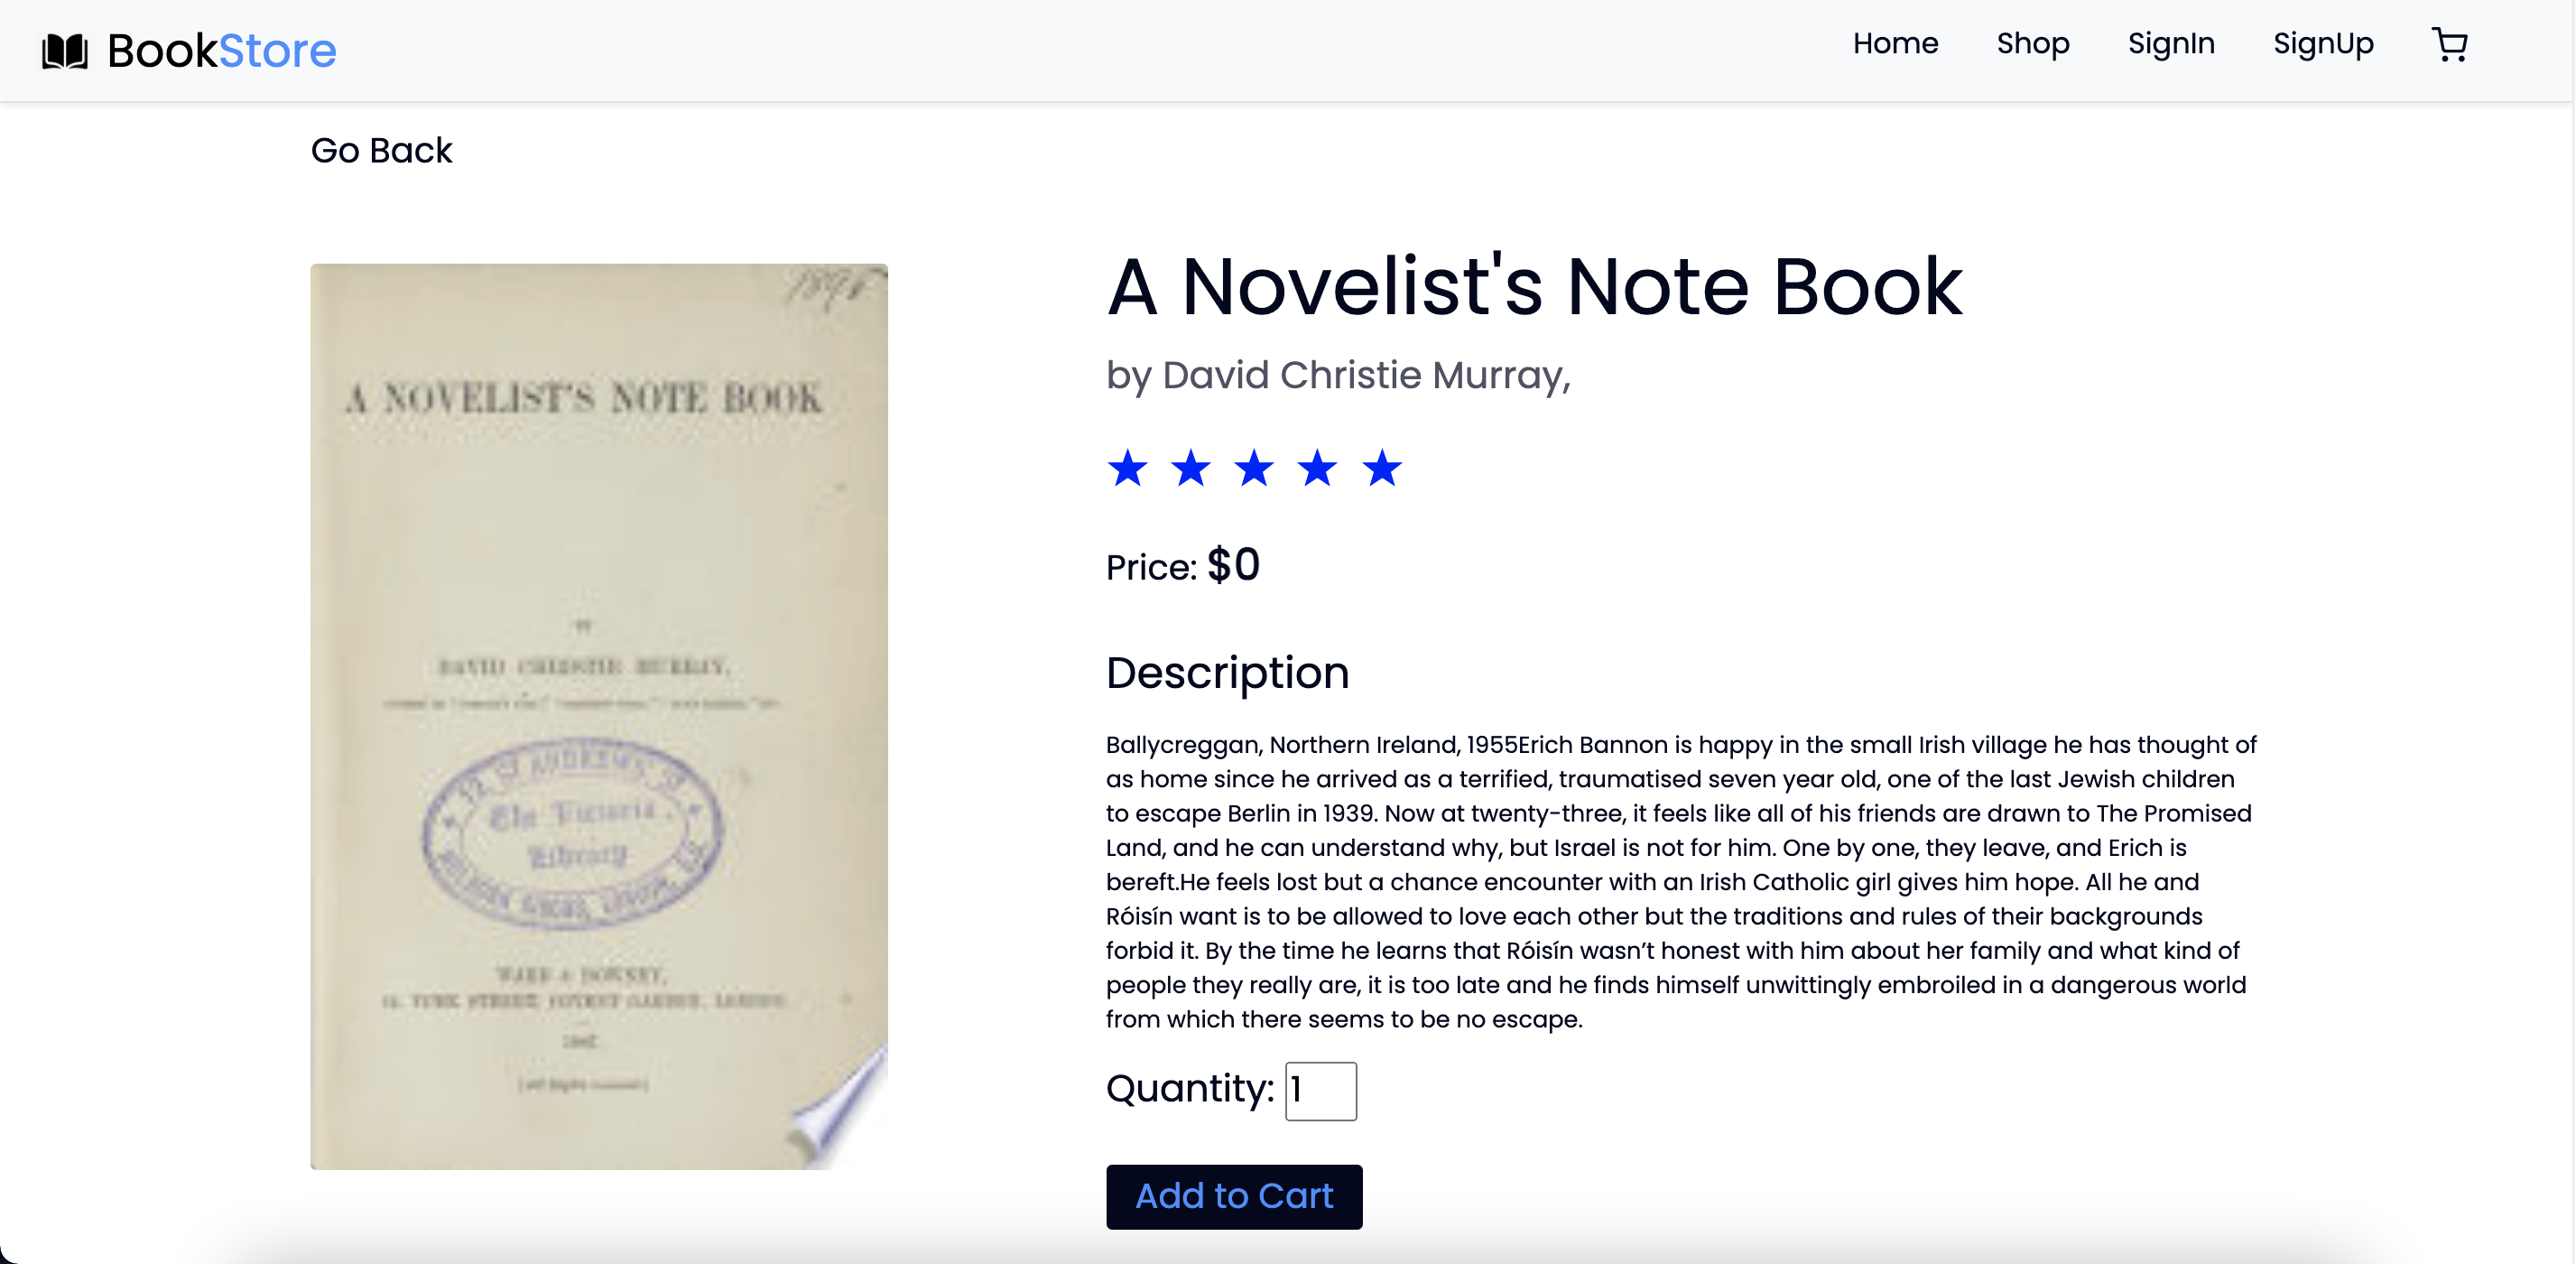 BookStore
Home
Shop
SignIn
SignUp
Go Back
A NOVELIST'S NOTE BOOK
BY
DAVID CHRISTIE MURRAY,
The Victoria
Library
WARD & DOWNEY,
YORK STREET, COVENT GARDEN, LONDON
A Novelist's Note Book
by David Christie Murray,
Price: $0
Description
Ballycreggan, Northern Ireland, 1955Erich Bannon is happy in the small Irish village he has thought of
as home since he arrived as a terrified, traumatised seven year old, one of the last Jewish children
to escape Berlin in 1939. Now at twenty-three, it feels like all of his friends are drawn to The Promised
Land, and he can understand why, but Israel is not for him. One by one, they leave, and Erich is
bereft.He feels lost but a chance encounter with an Irish Catholic girl gives him hope. All he and
Róisín want is to be allowed to love each other but the traditions and rules of their backgrounds
forbid it. By the time he learns that Róisín wasn’t honest with him about her family and what kind of
people they really are, it is too late and he finds himself unwittingly embroiled in a dangerous world
from which there seems to be no escape.
Quantity: 1
Add to Cart